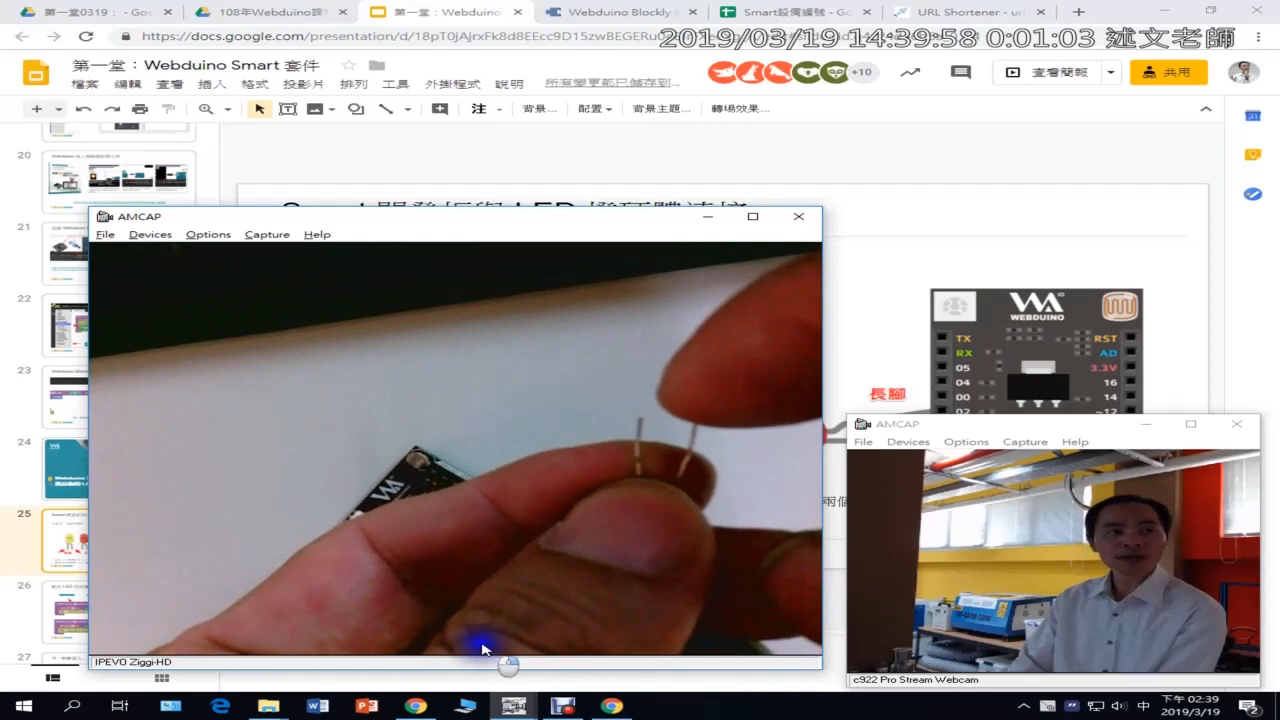 第一堂0319 : - Goo
108年Webduino課程
第一堂：Webduino
Webduino Blockly
Smart設備編號 - Go
URL Shortener - uri
https://docs.google.com/presentation/d/18pT0jAjrxFk8d8EEcc9D15zwBEGERu
2019/03/19 14:39:58 0:01:03 述文老師
第一堂：Webduino Smart 套件
檔案 編輯 查看 插入 格式 投影片 排列 工具 外掛程式 說明 所有變更都已儲存到...
+10
查看簡報
共用
注 背景... 配置 背景主題... 轉場效果...
20
21
22
23
24
25
26
27
AMCAP
File Devices Options Capture Help
IPEVO Ziggi-HD
長腳
WEBDUINO
TX RST
RX AD
05 3.3V
04 16
00 14
02 ~12
AMCAP
File Devices Options Capture Help
c922 Pro Stream Webcam
中
下午 02:39
2019/3/19
2